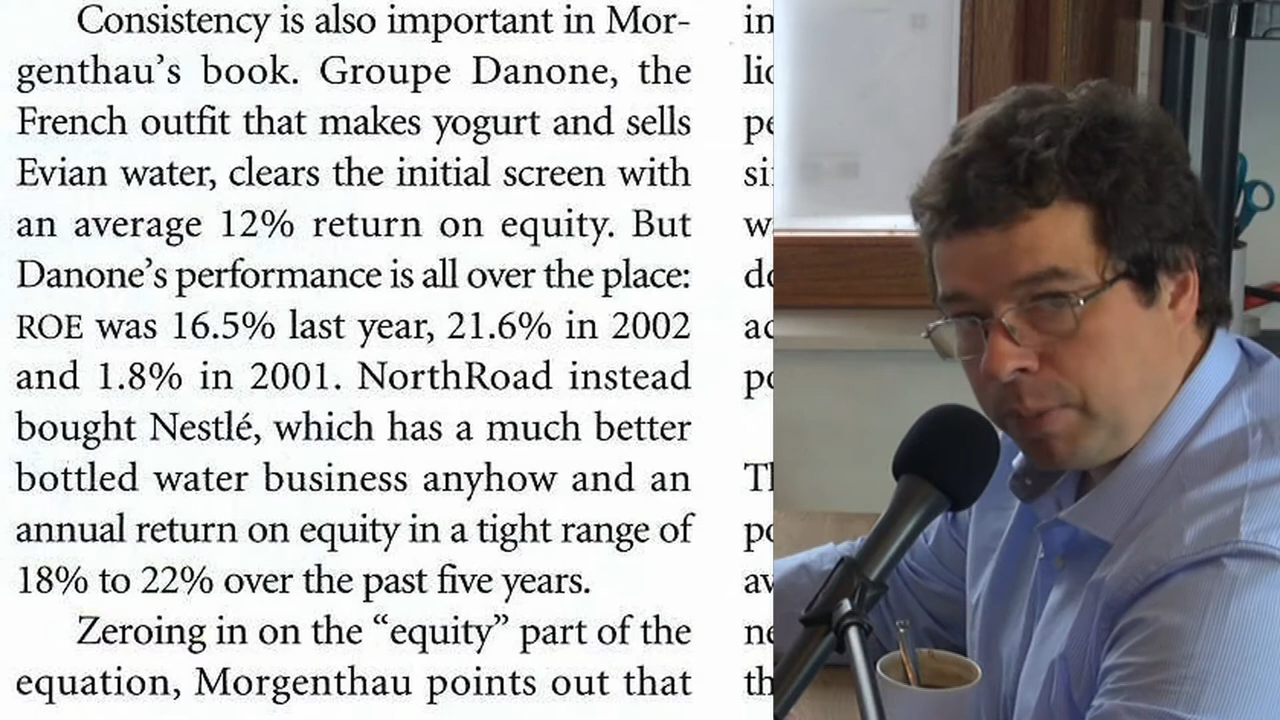 Consistency is also important in Mor-
genthau's book. Groupe Danone, the
French outfit that makes yogurt and sells
Evian water, clears the initial screen with
an average 12% return on equity. But
Danone's performance is all over the place:
ROE was 16.5% last year, 21.6% in 2002
and 1.8% in 2001. NorthRoad instead
bought Nestlé, which has a much better
bottled water business anyhow and an
annual return on equity in a tight range of
18% to 22% over the past five years.
Zeroing in on the “equity” part of the
equation, Morgenthau points out that